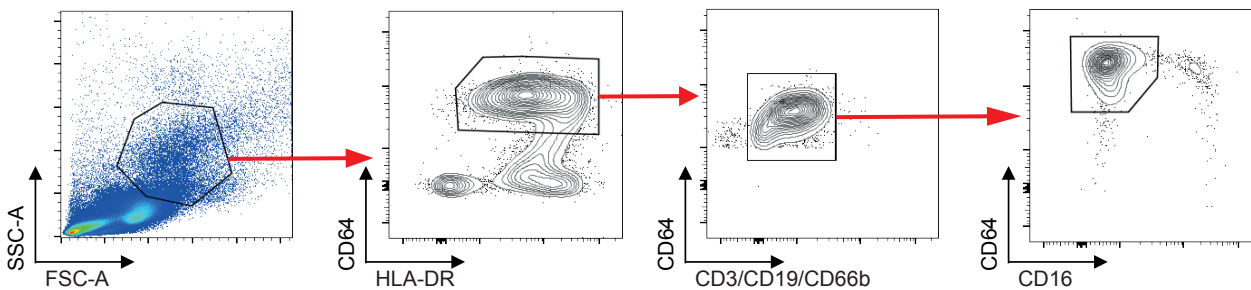 SSC-A
FSC-A
CD64
HLA-DR
CD64
CD3/CD19/CD66b
CD64
CD16